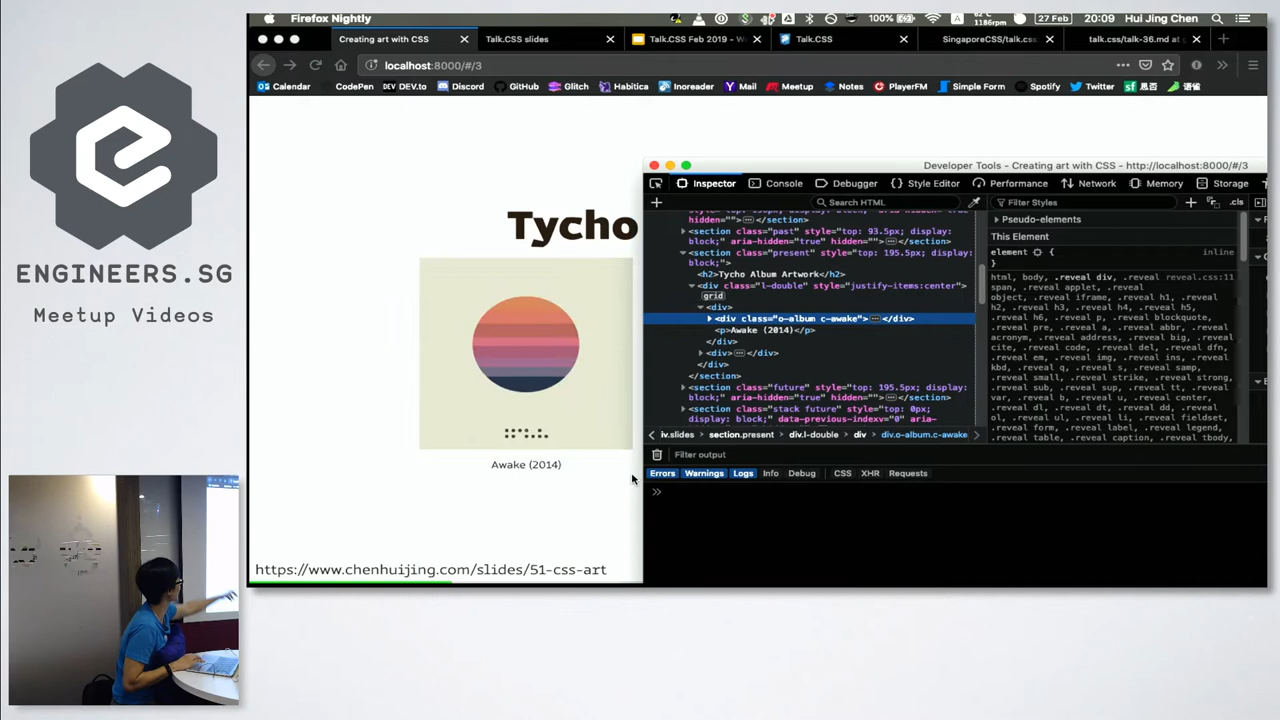 Firefox Nightly
100%
A
62°C
1186rpm
27 Feb
20:09
Hui Jing Chen
Creating art with CSS
Talk.CSS slides
Talk.CSS Feb 2019 - W
Talk.CSS
SingaporeCSS/talk.css
talk.css/talk-36.md at g
localhost:8000/#/3
Calendar
CodePen
DEV DEV.to
Discord
GitHub
Glitch
Habitica
Inoreader
Mail
Meetup
Notes
PlayerFM
Simple Form
Spotify
Twitter
sf 思否
语雀
ENGINEERS.SG
Meetup Videos
Tycho
Awake (2014)
https://www.chenhuijing.com/slides/51-css-art
Developer Tools - Creating art with CSS - http://localhost:8000/#/3
Inspector
Console
Debugger
Style Editor
Performance
Network
Memory
Storage
Search HTML
hidden="">
</section>
<section class="past" style="top: 93.5px; display:
block;" aria-hidden="true" hidden=""> </section>
<section class="present" style="top: 195.5px; display:
block;">
<h2>Tycho Album Artwork</h2>
<div class="l-double" style="justify-items:center">
grid
<div>
<div class="o-album c-awake"> </div>
<p>Awake (2014)</p>
</div>
<div> </div>
</div>
</section>
<section class="future" style="top: 195.5px; display:
block;" aria-hidden="true" hidden=""> </section>
<section class="stack future" style="top: 0px;
display: block;" data-previous-indexv="0" aria-
iv.slides
section.present
div.l-double
div
div.o-album.c-awake
Filter Styles
.cls
Pseudo-elements
This Element
element { inline
}
html, body, .reveal div, .reveal reveal.css:11
span, .reveal applet, .reveal
object, .reveal iframe, .reveal h1, .reveal
h2, .reveal h3, .reveal h4, .reveal
h5, .reveal h6, .reveal p, .reveal blockquote,
.reveal pre, .reveal a, .reveal abbr, .reveal
acronym, .reveal address, .reveal big, .reveal
cite, .reveal code, .reveal del, .reveal dfn,
.reveal em, .reveal img, .reveal ins, .reveal
kbd, .reveal q, .reveal s, .reveal samp,
.reveal small, .reveal strike, .reveal strong,
.reveal sub, .reveal sup, .reveal tt, .reveal
var, .reveal b, .reveal u, .reveal center,
.reveal dl, .reveal dt, .reveal dd, .reveal
ol, .reveal ul, .reveal li, .reveal fieldset,
.reveal form, .reveal label, .reveal legend,
.reveal table, .reveal caption, .reveal tbody,
Filter output
Errors
Warnings
Logs
Info
Debug
CSS
XHR
Requests